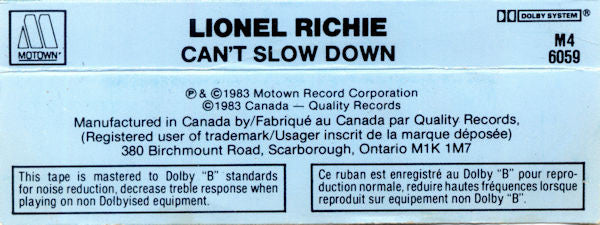 LIONEL RICHIE
CAN'T SLOW DOWN
MOTOWN®
DOLBY SYSTEM®
M4
6059
℗ & ©1983 Motown Record Corporation
©1983 Canada — Quality Records
Manufactured in Canada by/Fabriqué au Canada par Quality Records,
(Registered user of trademark/Usager inscrit de la marque déposée)
380 Birchmount Road, Scarborough, Ontario M1K 1M7
This tape is mastered to Dolby "B" standards
for noise reduction, decrease treble response when
playing on non Dolbyised equipment.
Ce ruban est enregistré au Dolby "B" pour repro-
duction normale, reduire hautes fréquences lorsque
reproduit sur equipement non Dolby "B".